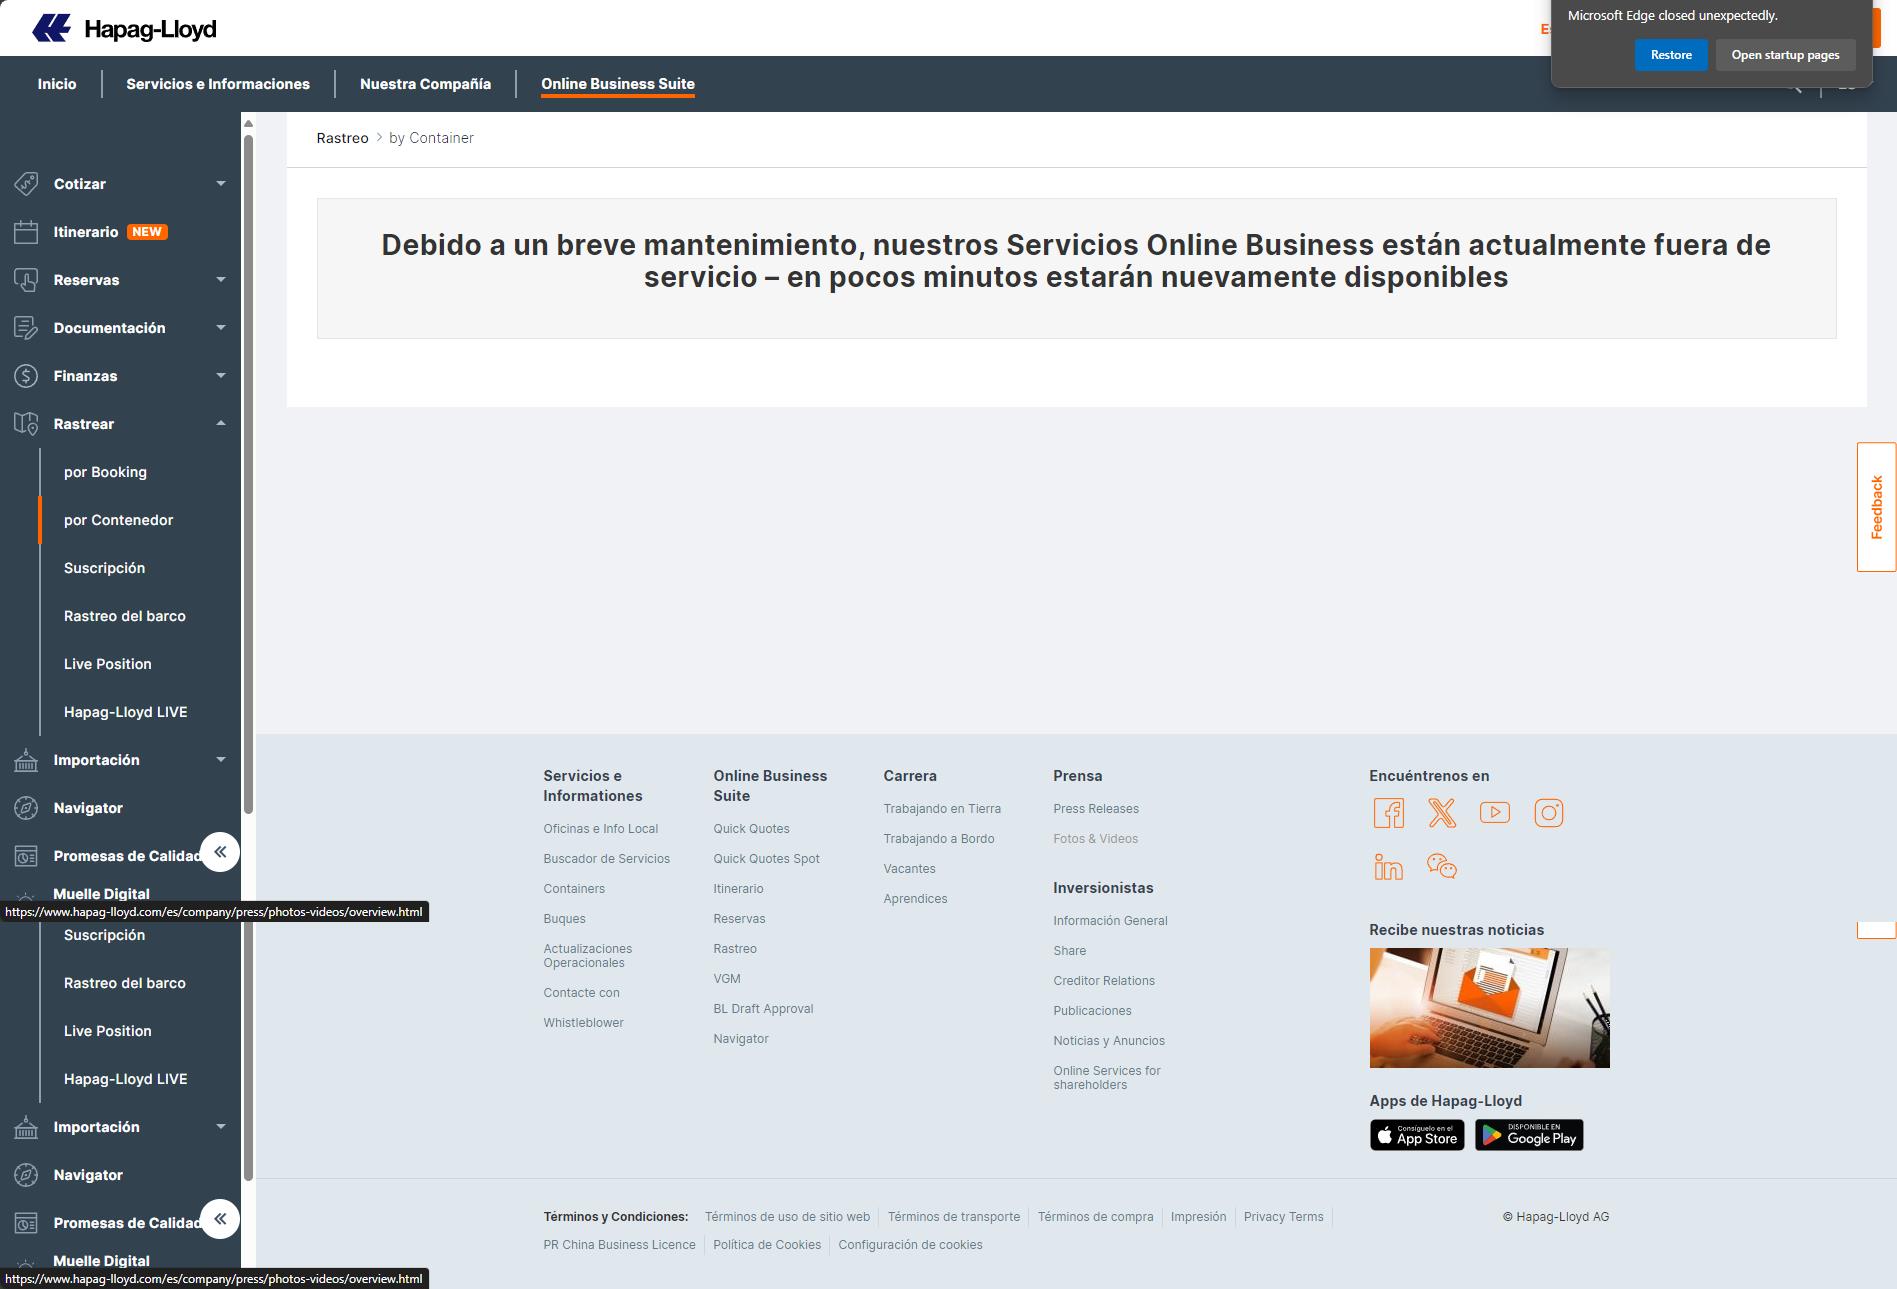 Hapag-Lloyd
Microsoft Edge closed unexpectedly.
Restore
Open startup pages
Inicio
Servicios e Informaciones
Nuestra Compañía
Online Business Suite
Rastreo > by Container
Cotizar
Itinerario NEW
Reservas
Documentación
Finanzas
Rastrear
por Booking
por Contenedor
Suscripción
Rastreo del barco
Live Position
Hapag-Lloyd LIVE
Importación
Navigator
Promesas de Calidad
Muelle Digital
https://www.hapag-lloyd.com/es/company/press/photos-videos/overview.html
Suscripción
Rastreo del barco
Live Position
Hapag-Lloyd LIVE
Importación
Navigator
Promesas de Calidad
Muelle Digital
https://www.hapag-lloyd.com/es/company/press/photos-videos/overview.html
Debido a un breve mantenimiento, nuestros Servicios Online Business están actualmente fuera de
servicio – en pocos minutos estarán nuevamente disponibles
Feedback
Servicios e
Informationes
Oficinas e Info Local
Buscador de Servicios
Containers
Buques
Actualizaciones
Operacionales
Contacte con
Whistleblower
Online Business
Suite
Quick Quotes
Quick Quotes Spot
Itinerario
Reservas
Rastreo
VGM
BL Draft Approval
Navigator
Carrera
Trabajando en Tierra
Trabajando a Bordo
Vacantes
Aprendices
Prensa
Press Releases
Fotos & Videos
Inversionistas
Información General
Share
Creditor Relations
Publicaciones
Noticias y Anuncios
Online Services for
shareholders
Encuéntrenos en
Recibe nuestras noticias
Apps de Hapag-Lloyd
Consíguelo en el
App Store
DISPONIBLE EN
Google Play
Términos y Condiciones:
Términos de uso de sitio web
Términos de transporte
Términos de compra
Impresión
Privacy Terms
PR China Business Licence
Política de Cookies
Configuración de cookies
© Hapag-Lloyd AG